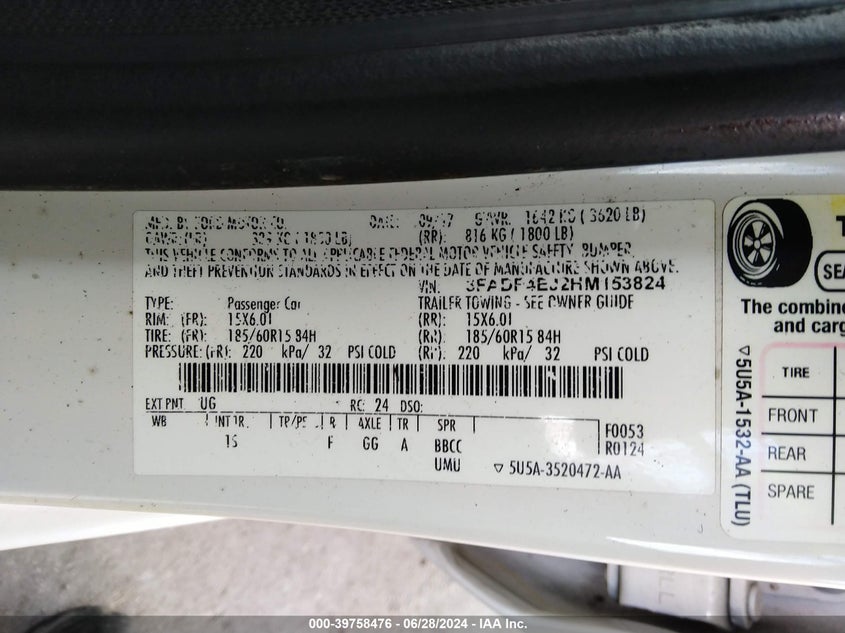 MFD. BY FORD MOTOR CO. DATE: 09/17 GVWR: 1642 KG ( 3620 LB)
(RR): 816 KG ( 1800 LB)
THIS VEHICLE CONFORMS TO ALL APPLICABLE FEDERAL MOTOR VEHICLE SAFETY, BUMPER
AND THEFT PREVENTION STANDARDS IN EFFECT ON THE DATE OF MANUFACTURE SHOWN ABOVE.
VIN:
TYPE: Passenger Car TRAILER TOWING - SEE OWNER GUIDE
RIM: (FR): 15X6.0J (RR): 15X6.0J
TIRE: (FR): 185/60R15 84H (RR): 185/60R15 84H
PRESSURE: (FR): 220 kPa/ 32 PSI COLD (RR): 220 kPa/ 32 PSI COLD
EXT PNT UG RC: 24 DSO:
WB INT TR TP/PS R AXLE TR SPR F0053
1S F GG A BBCC R0124
UMU ▽ 5U5A-3520472-AA
The combine
and carg
TIRE
FRONT
REAR
SPARE
▽ 5U5A-1532-AA (TLU)
000-39758476 / 06/28/2024 - IAA Inc.